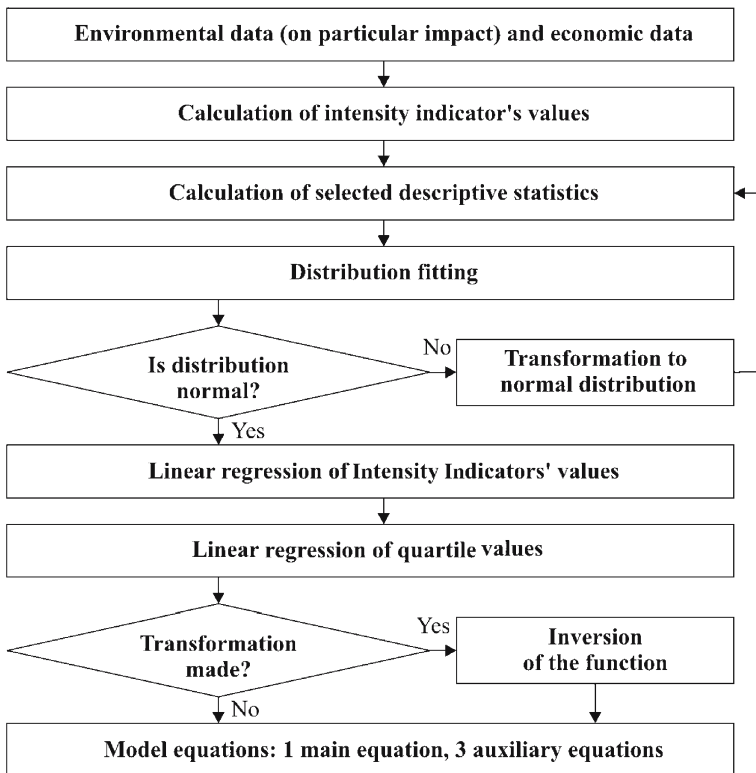 Environmental data (on particular impact) and economic data
Calculation of intensity indicator's values
Calculation of selected descriptive statistics
Distribution fitting
Is distribution
normal?
No
Transformation to
normal distribution
Yes
Linear regression of Intensity Indicators' values
Linear regression of quartile values
Transformation
made?
Yes
Inversion
of the function
No
Model equations: 1 main equation, 3 auxiliary equations